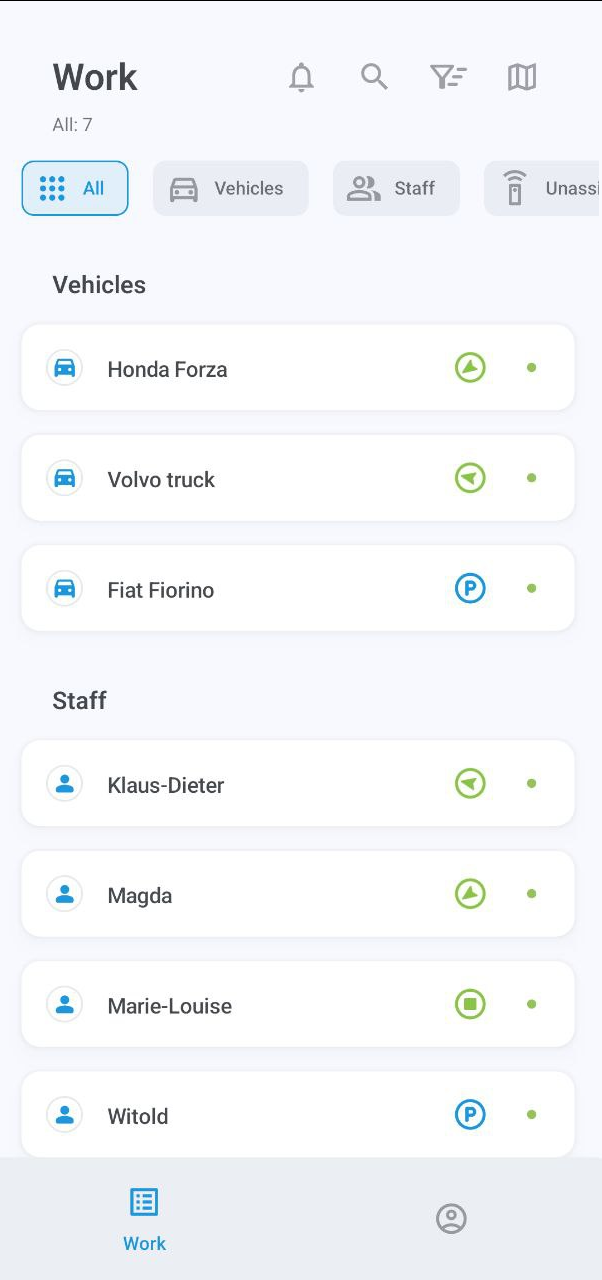 Work
All: 7
All
Vehicles
Staff
Unassi
Vehicles
Honda Forza
Volvo truck
Fiat Fiorino
P
Staff
Klaus-Dieter
Magda
Marie-Louise
Witold
P
Work